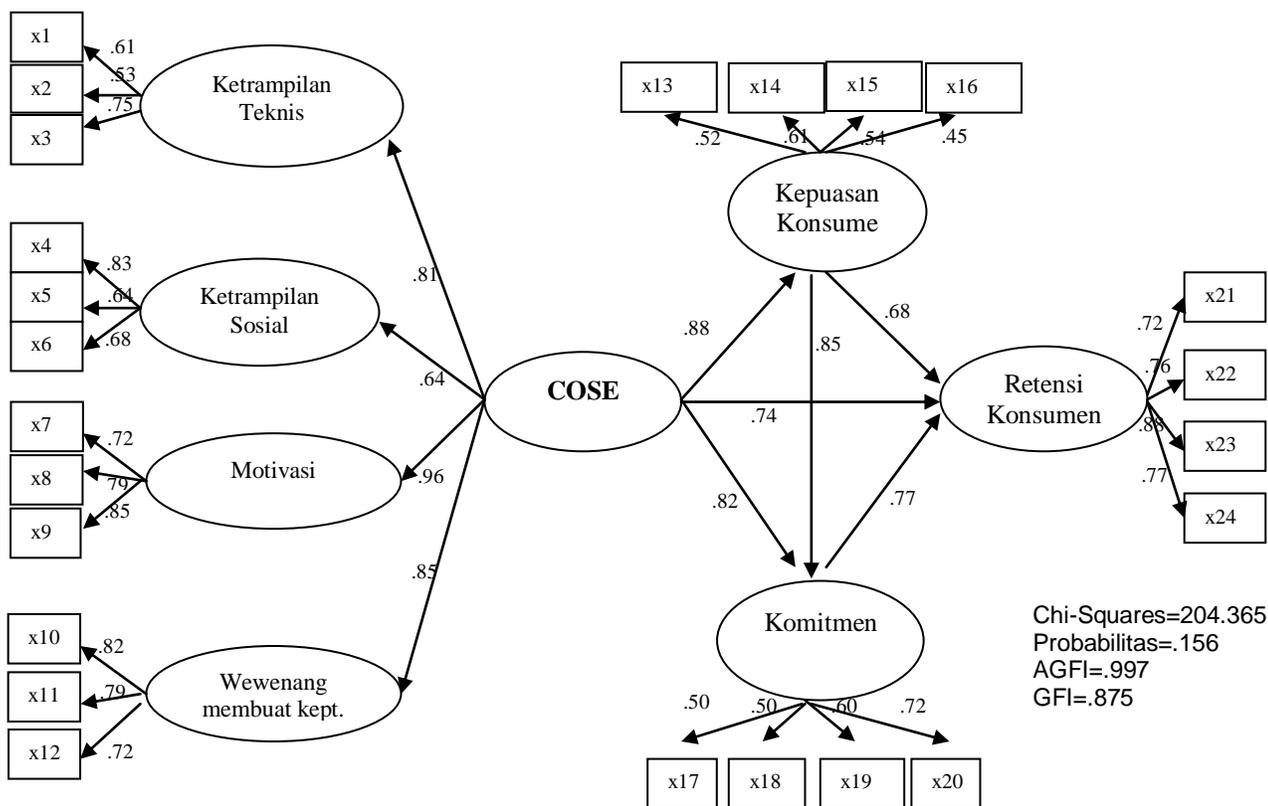 x1
x2
x3
.61
.53
.75
Ketrampilan
Teknis
x4
x5
x6
.83
.64
.68
Ketrampilan
Sosial
x7
x8
x9
.72
.79
.85
Motivasi
x10
x11
x12
.82
.79
.72
Wewenang
membuat kept.
.81
.64
.96
.85
COSE
x13
x14
x15
x16
.52
.61
.54
.45
Kepuasan
Konsume
.88
.85
.68
.74
.82
.77
Retensi
Konsumen
.72
.76
.88
.77
x21
x22
x23
x24
Komitmen
.50
.50
.60
.72
x17
x18
x19
x20
Chi-Squares=204.365
Probabilitas=.156
AGFI=.997
GFI=.875